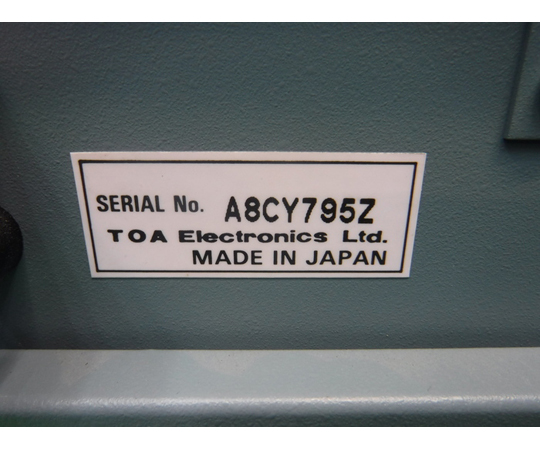 SERIAL No. A8CY795Z
TOA Electronics Ltd.
MADE IN JAPAN